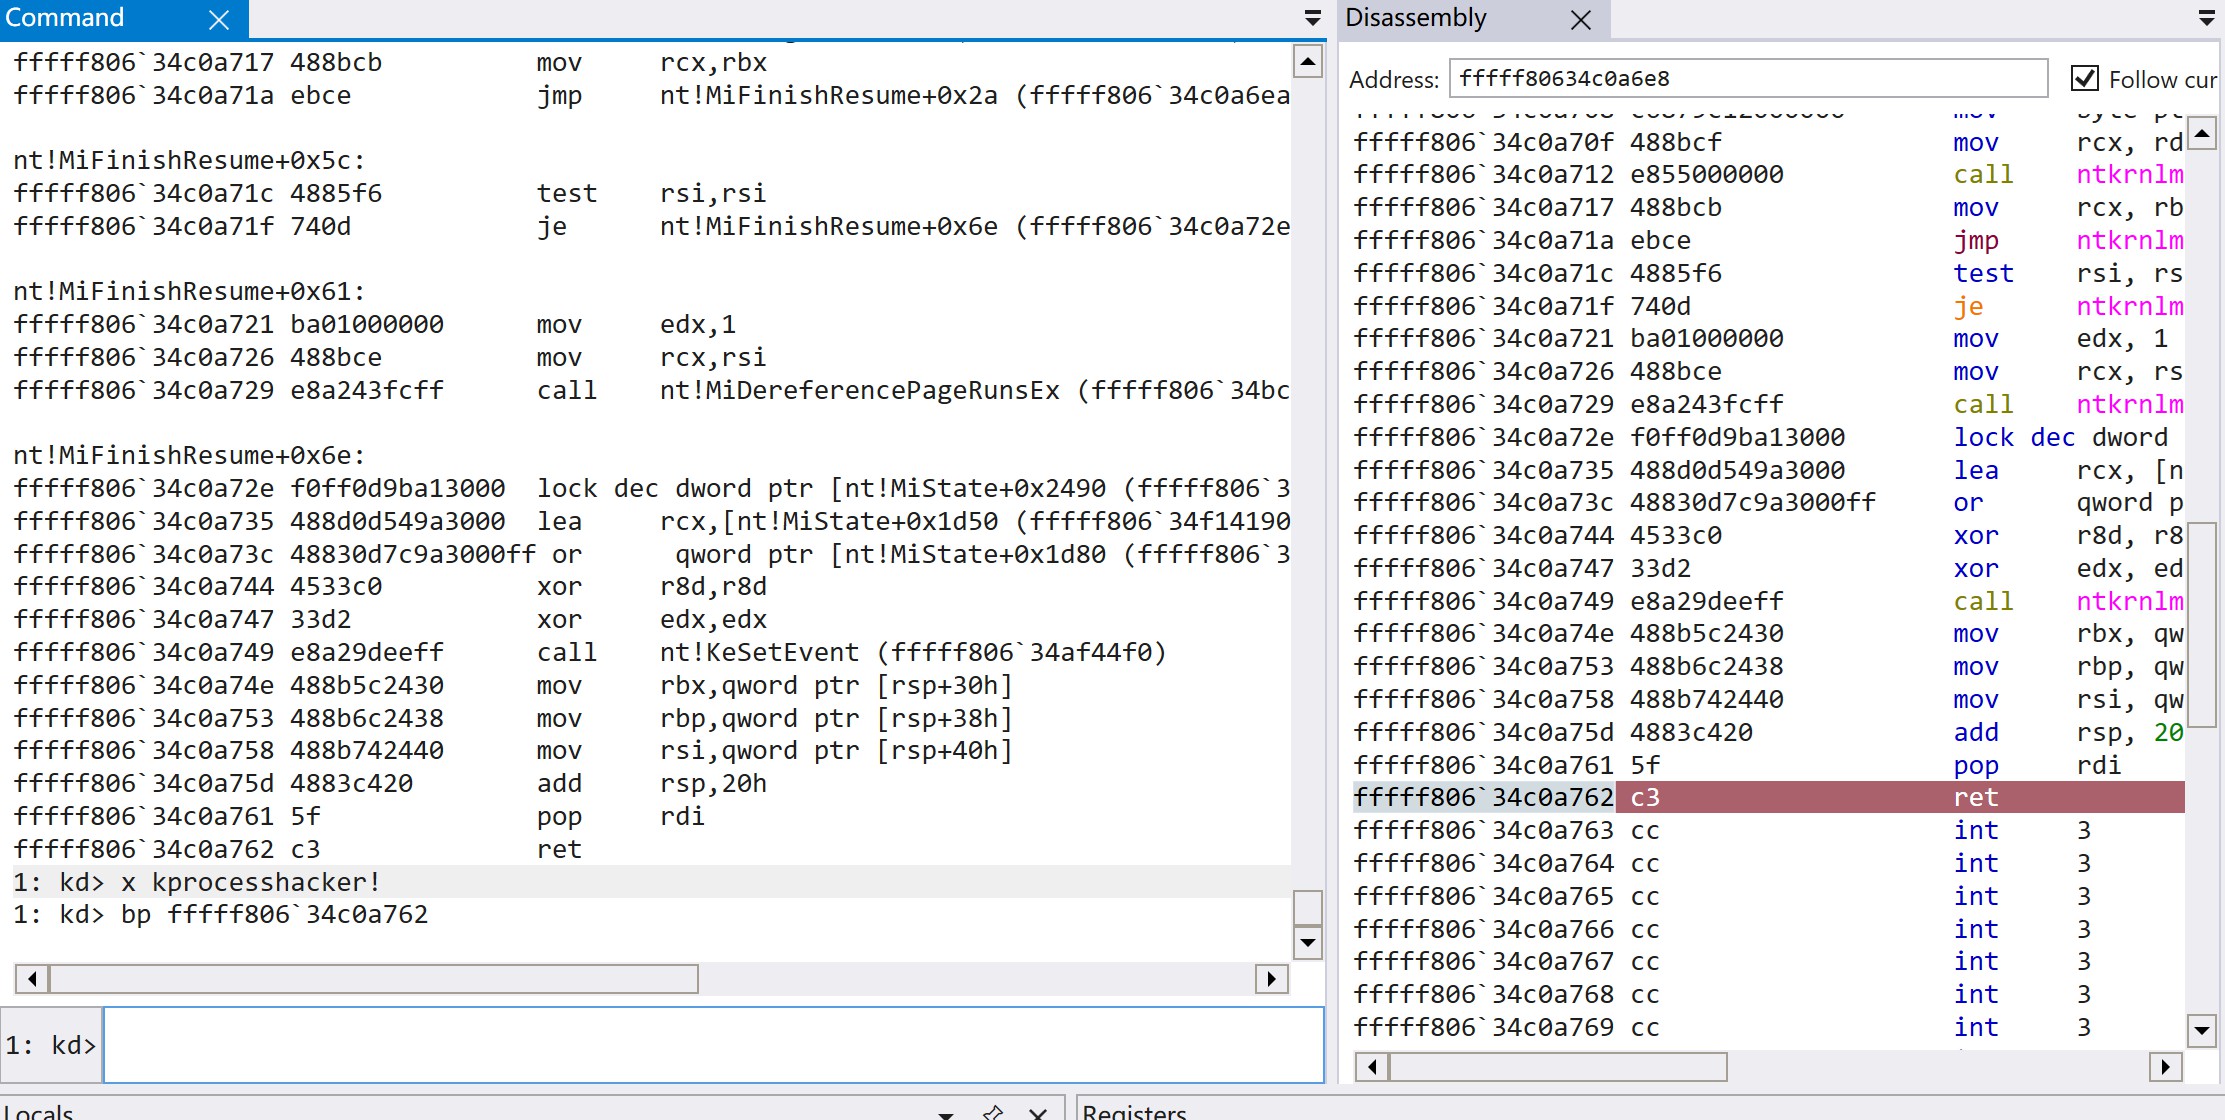 Command
fffff806`34c0a717 488bcb mov rcx,rbx
fffff806`34c0a71a ebce jmp nt!MiFinishResume+0x2a (fffff806`34c0a6ea
nt!MiFinishResume+0x5c:
fffff806`34c0a71c 4885f6 test rsi,rsi
fffff806`34c0a71f 740d je nt!MiFinishResume+0x6e (fffff806`34c0a72e
nt!MiFinishResume+0x61:
fffff806`34c0a721 ba01000000 mov edx,1
fffff806`34c0a726 488bce mov rcx,rsi
fffff806`34c0a729 e8a243fcff call nt!MiDereferencePageRunsEx (fffff806`34bc
nt!MiFinishResume+0x6e:
fffff806`34c0a72e f0ff0d9ba13000 lock dec dword ptr [nt!MiState+0x2490 (fffff806`3
fffff806`34c0a735 488d0d549a3000 lea rcx,[nt!MiState+0x1d50 (fffff806`34f14190
fffff806`34c0a73c 48830d7c9a3000ff or qword ptr [nt!MiState+0x1d80 (fffff806`3
fffff806`34c0a744 4533c0 xor r8d,r8d
fffff806`34c0a747 33d2 xor edx,edx
fffff806`34c0a749 e8a29deeff call nt!KeSetEvent (fffff806`34af44f0)
fffff806`34c0a74e 488b5c2430 mov rbx,qword ptr [rsp+30h]
fffff806`34c0a753 488b6c2438 mov rbp,qword ptr [rsp+38h]
fffff806`34c0a758 488b742440 mov rsi,qword ptr [rsp+40h]
fffff806`34c0a75d 4883c420 add rsp,20h
fffff806`34c0a761 5f pop rdi
fffff806`34c0a762 c3 ret
1: kd> x kprocesshacker!
1: kd> bp fffff806`34c0a762
1: kd>
Locals
Disassembly
Address: fffff80634c0a6e8 Follow cur
fffff806`34c0a70f 488bcf mov rcx, rd
fffff806`34c0a712 e855000000 call ntkrnlm
fffff806`34c0a717 488bcb mov rcx, rb
fffff806`34c0a71a ebce jmp ntkrnlm
fffff806`34c0a71c 4885f6 test rsi, rs
fffff806`34c0a71f 740d je ntkrnlm
fffff806`34c0a721 ba01000000 mov edx, 1
fffff806`34c0a726 488bce mov rcx, rs
fffff806`34c0a729 e8a243fcff call ntkrnlm
fffff806`34c0a72e f0ff0d9ba13000 lock dec dword
fffff806`34c0a735 488d0d549a3000 lea rcx, [n
fffff806`34c0a73c 48830d7c9a3000ff or qword p
fffff806`34c0a744 4533c0 xor r8d, r8
fffff806`34c0a747 33d2 xor edx, ed
fffff806`34c0a749 e8a29deeff call ntkrnlm
fffff806`34c0a74e 488b5c2430 mov rbx, qw
fffff806`34c0a753 488b6c2438 mov rbp, qw
fffff806`34c0a758 488b742440 mov rsi, qw
fffff806`34c0a75d 4883c420 add rsp, 20
fffff806`34c0a761 5f pop rdi
fffff806`34c0a762 c3 ret
fffff806`34c0a763 cc int 3
fffff806`34c0a764 cc int 3
fffff806`34c0a765 cc int 3
fffff806`34c0a766 cc int 3
fffff806`34c0a767 cc int 3
fffff806`34c0a768 cc int 3
fffff806`34c0a769 cc int 3
Registers